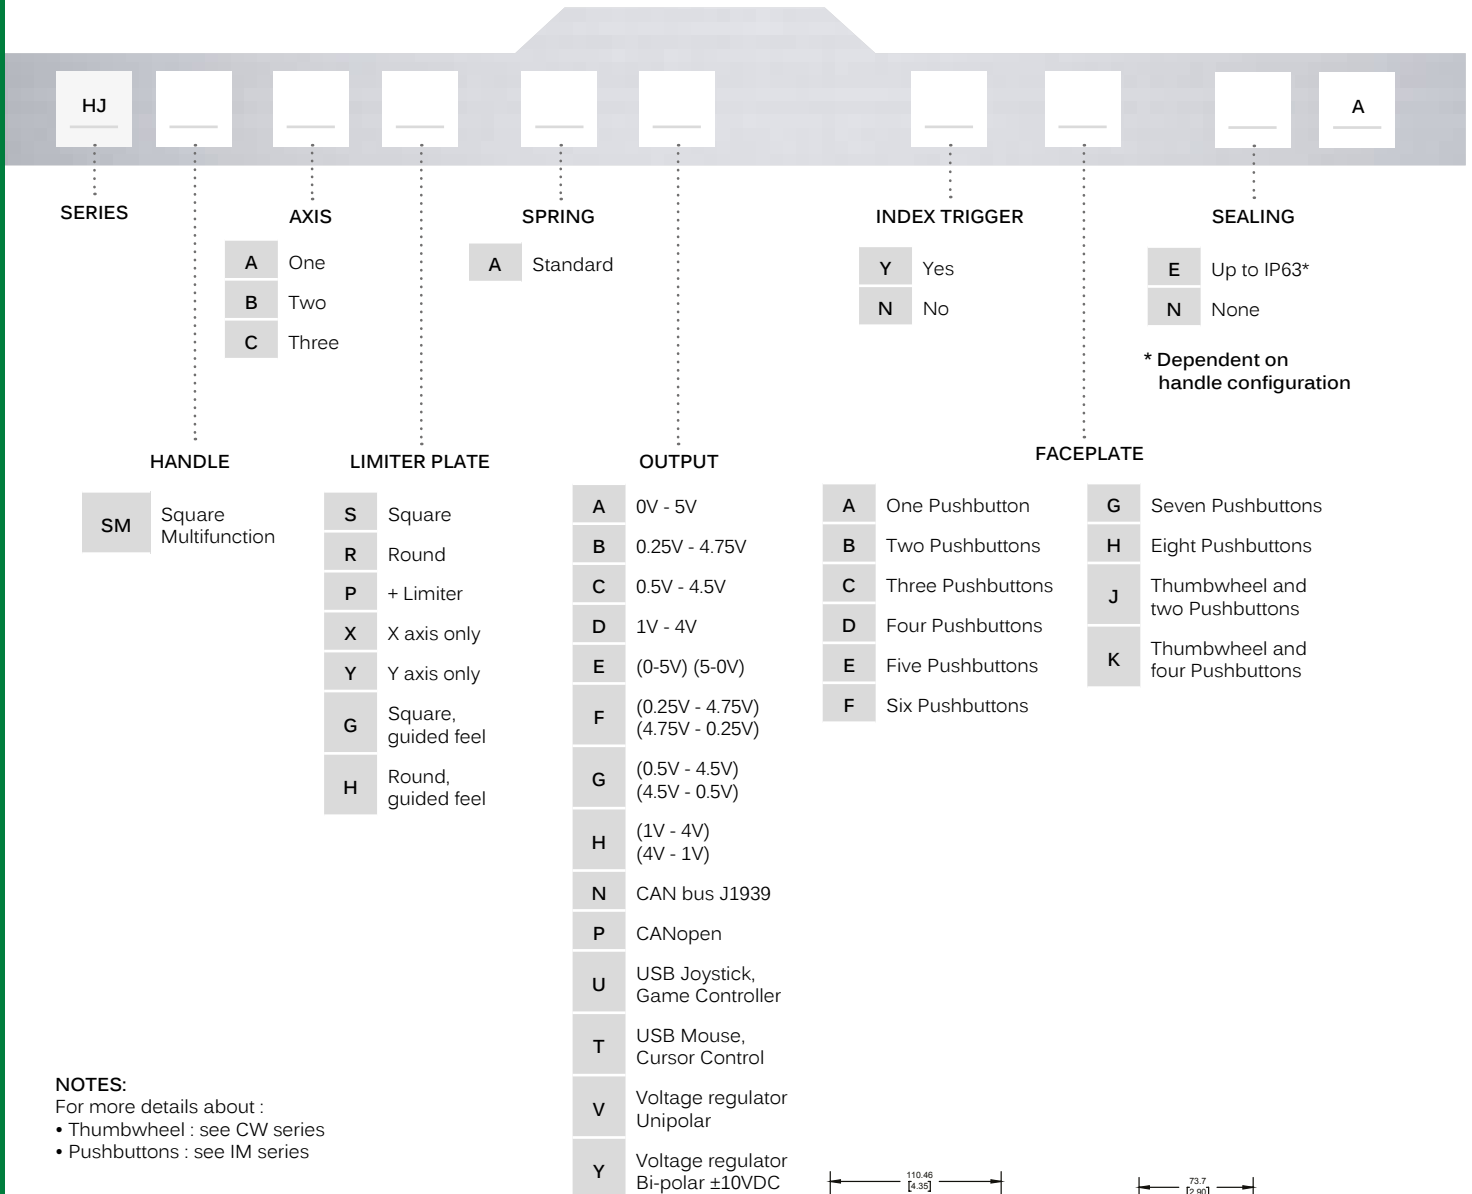 HJ
A
SERIES
AXIS
A One
B Two
C Three
SPRING
A Standard
INDEX TRIGGER
Y Yes
N No
SEALING
E Up to IP63*
N None
* Dependent on
handle configuration
HANDLE
SM Square
Multifunction
LIMITER PLATE
S Square
R Round
P + Limiter
X X axis only
Y Y axis only
G Square,
guided feel
H Round,
guided feel
OUTPUT
A 0V - 5V
B 0.25V - 4.75V
C 0.5V - 4.5V
D 1V - 4V
E (0-5V) (5-0V)
F (0.25V - 4.75V)
(4.75V - 0.25V)
G (0.5V - 4.5V)
(4.5V - 0.5V)
H (1V - 4V)
(4V - 1V)
N CAN bus J1939
P CANopen
U USB Joystick,
Game Controller
T USB Mouse,
Cursor Control
V Voltage regulator
Unipolar
Y Voltage regulator
Bi-polar ±10VDC
FACEPLATE
A One Pushbutton
B Two Pushbuttons
C Three Pushbuttons
D Four Pushbuttons
E Five Pushbuttons
F Six Pushbuttons
G Seven Pushbuttons
H Eight Pushbuttons
J Thumbwheel and
two Pushbuttons
K Thumbwheel and
four Pushbuttons
NOTES:
For more details about :
• Thumbwheel : see CW series
• Pushbuttons : see IM series
110.46
[4.35]
73.7
[2.90]